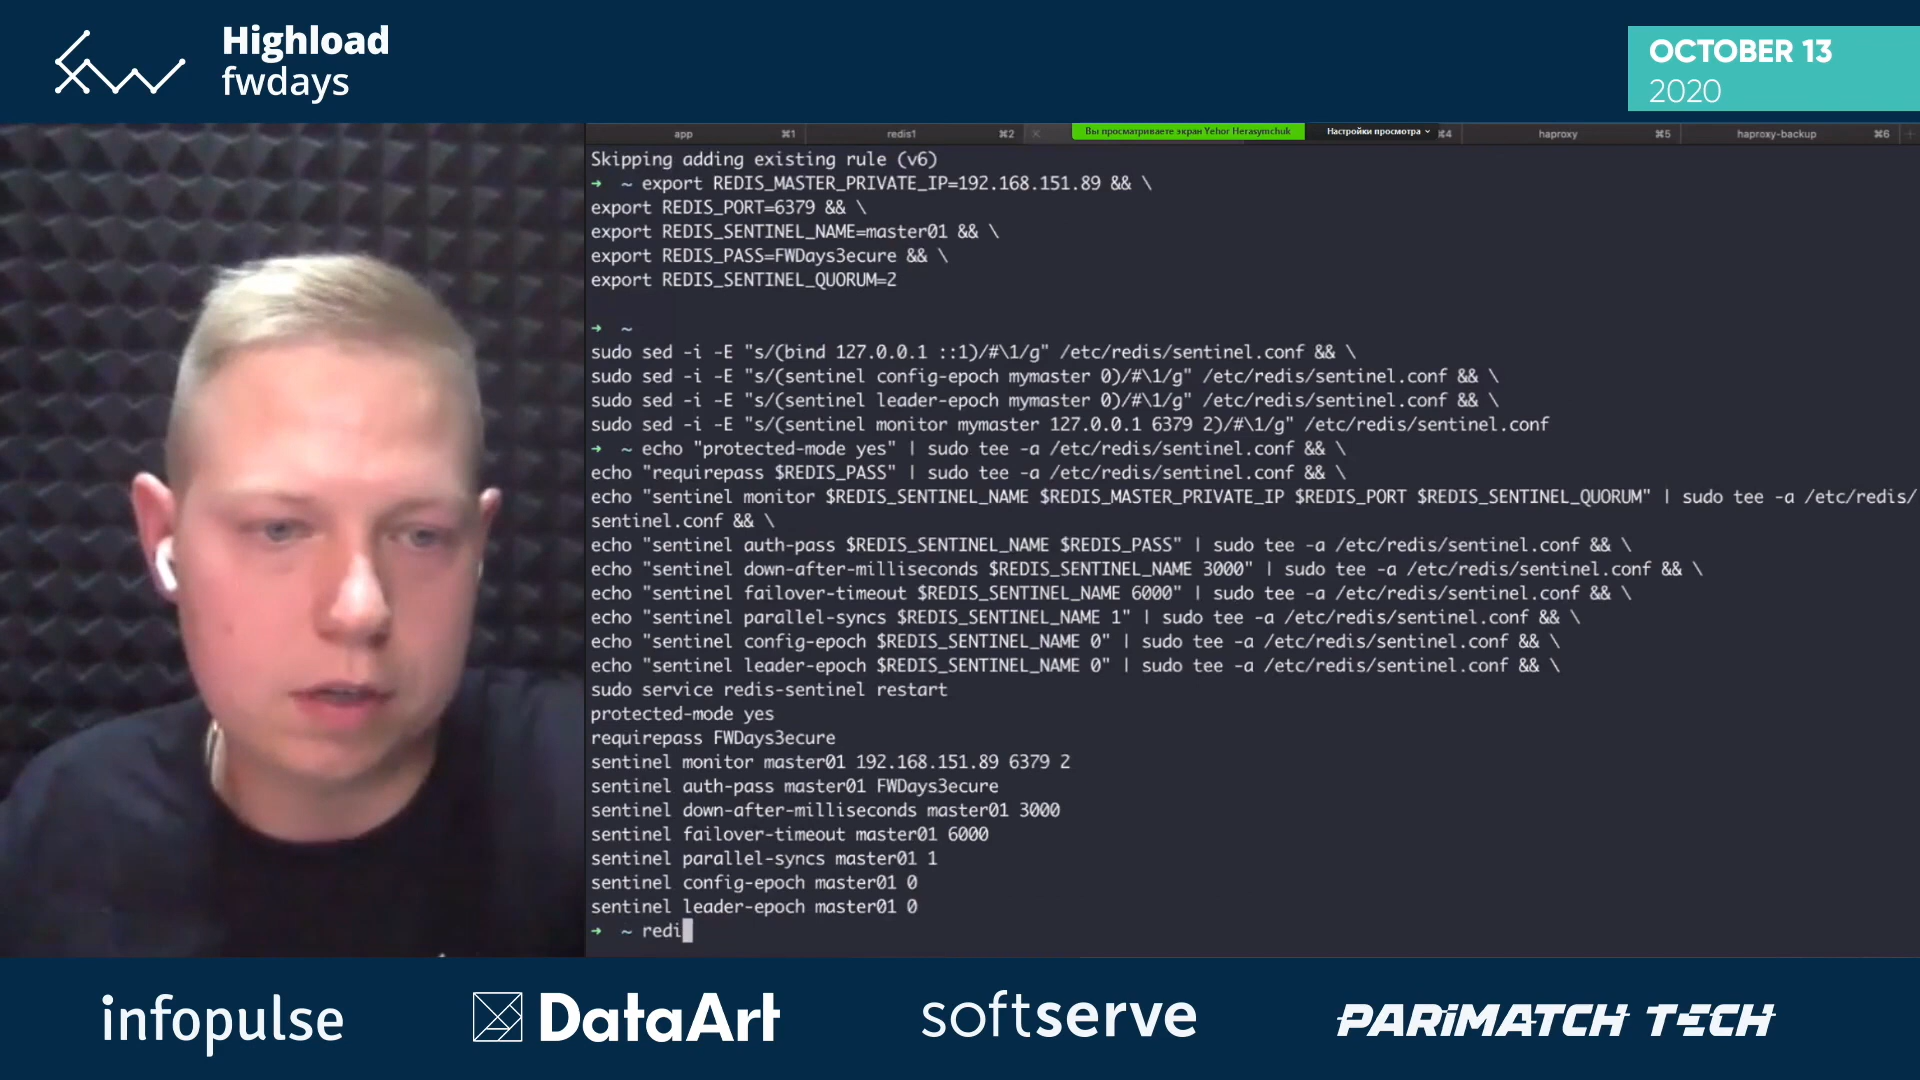 Highload
fwdays
OCTOBER 13
2020
app ⌘1 redis1 ⌘2 Вы просматриваете экран Yehor Herasymchuk Настройки просмотра ⌘4 haproxy ⌘5 haproxy-backup ⌘6
Skipping adding existing rule (v6)
➜ ~ export REDIS_MASTER_PRIVATE_IP=192.168.151.89 && \
export REDIS_PORT=6379 && \
export REDIS_SENTINEL_NAME=master01 && \
export REDIS_PASS=FWDays3ecure && \
export REDIS_SENTINEL_QUORUM=2
➜ ~
sudo sed -i -E "s/(bind 127.0.0.1 ::1)/#\1/g" /etc/redis/sentinel.conf && \
sudo sed -i -E "s/(sentinel config-epoch mymaster 0)/#\1/g" /etc/redis/sentinel.conf && \
sudo sed -i -E "s/(sentinel leader-epoch mymaster 0)/#\1/g" /etc/redis/sentinel.conf && \
sudo sed -i -E "s/(sentinel monitor mymaster 127.0.0.1 6379 2)/#\1/g" /etc/redis/sentinel.conf
➜ ~ echo "protected-mode yes" | sudo tee -a /etc/redis/sentinel.conf && \
echo "requirepass $REDIS_PASS" | sudo tee -a /etc/redis/sentinel.conf && \
echo "sentinel monitor $REDIS_SENTINEL_NAME $REDIS_MASTER_PRIVATE_IP $REDIS_PORT $REDIS_SENTINEL_QUORUM" | sudo tee -a /etc/redis/
sentinel.conf && \
echo "sentinel auth-pass $REDIS_SENTINEL_NAME $REDIS_PASS" | sudo tee -a /etc/redis/sentinel.conf && \
echo "sentinel down-after-milliseconds $REDIS_SENTINEL_NAME 3000" | sudo tee -a /etc/redis/sentinel.conf && \
echo "sentinel failover-timeout $REDIS_SENTINEL_NAME 6000" | sudo tee -a /etc/redis/sentinel.conf && \
echo "sentinel parallel-syncs $REDIS_SENTINEL_NAME 1" | sudo tee -a /etc/redis/sentinel.conf && \
echo "sentinel config-epoch $REDIS_SENTINEL_NAME 0" | sudo tee -a /etc/redis/sentinel.conf && \
echo "sentinel leader-epoch $REDIS_SENTINEL_NAME 0" | sudo tee -a /etc/redis/sentinel.conf && \
sudo service redis-sentinel restart
protected-mode yes
requirepass FWDays3ecure
sentinel monitor master01 192.168.151.89 6379 2
sentinel auth-pass master01 FWDays3ecure
sentinel down-after-milliseconds master01 3000
sentinel failover-timeout master01 6000
sentinel parallel-syncs master01 1
sentinel config-epoch master01 0
sentinel leader-epoch master01 0
➜ ~ redi
infopulse DataArt softserve PARIMATCH TECH